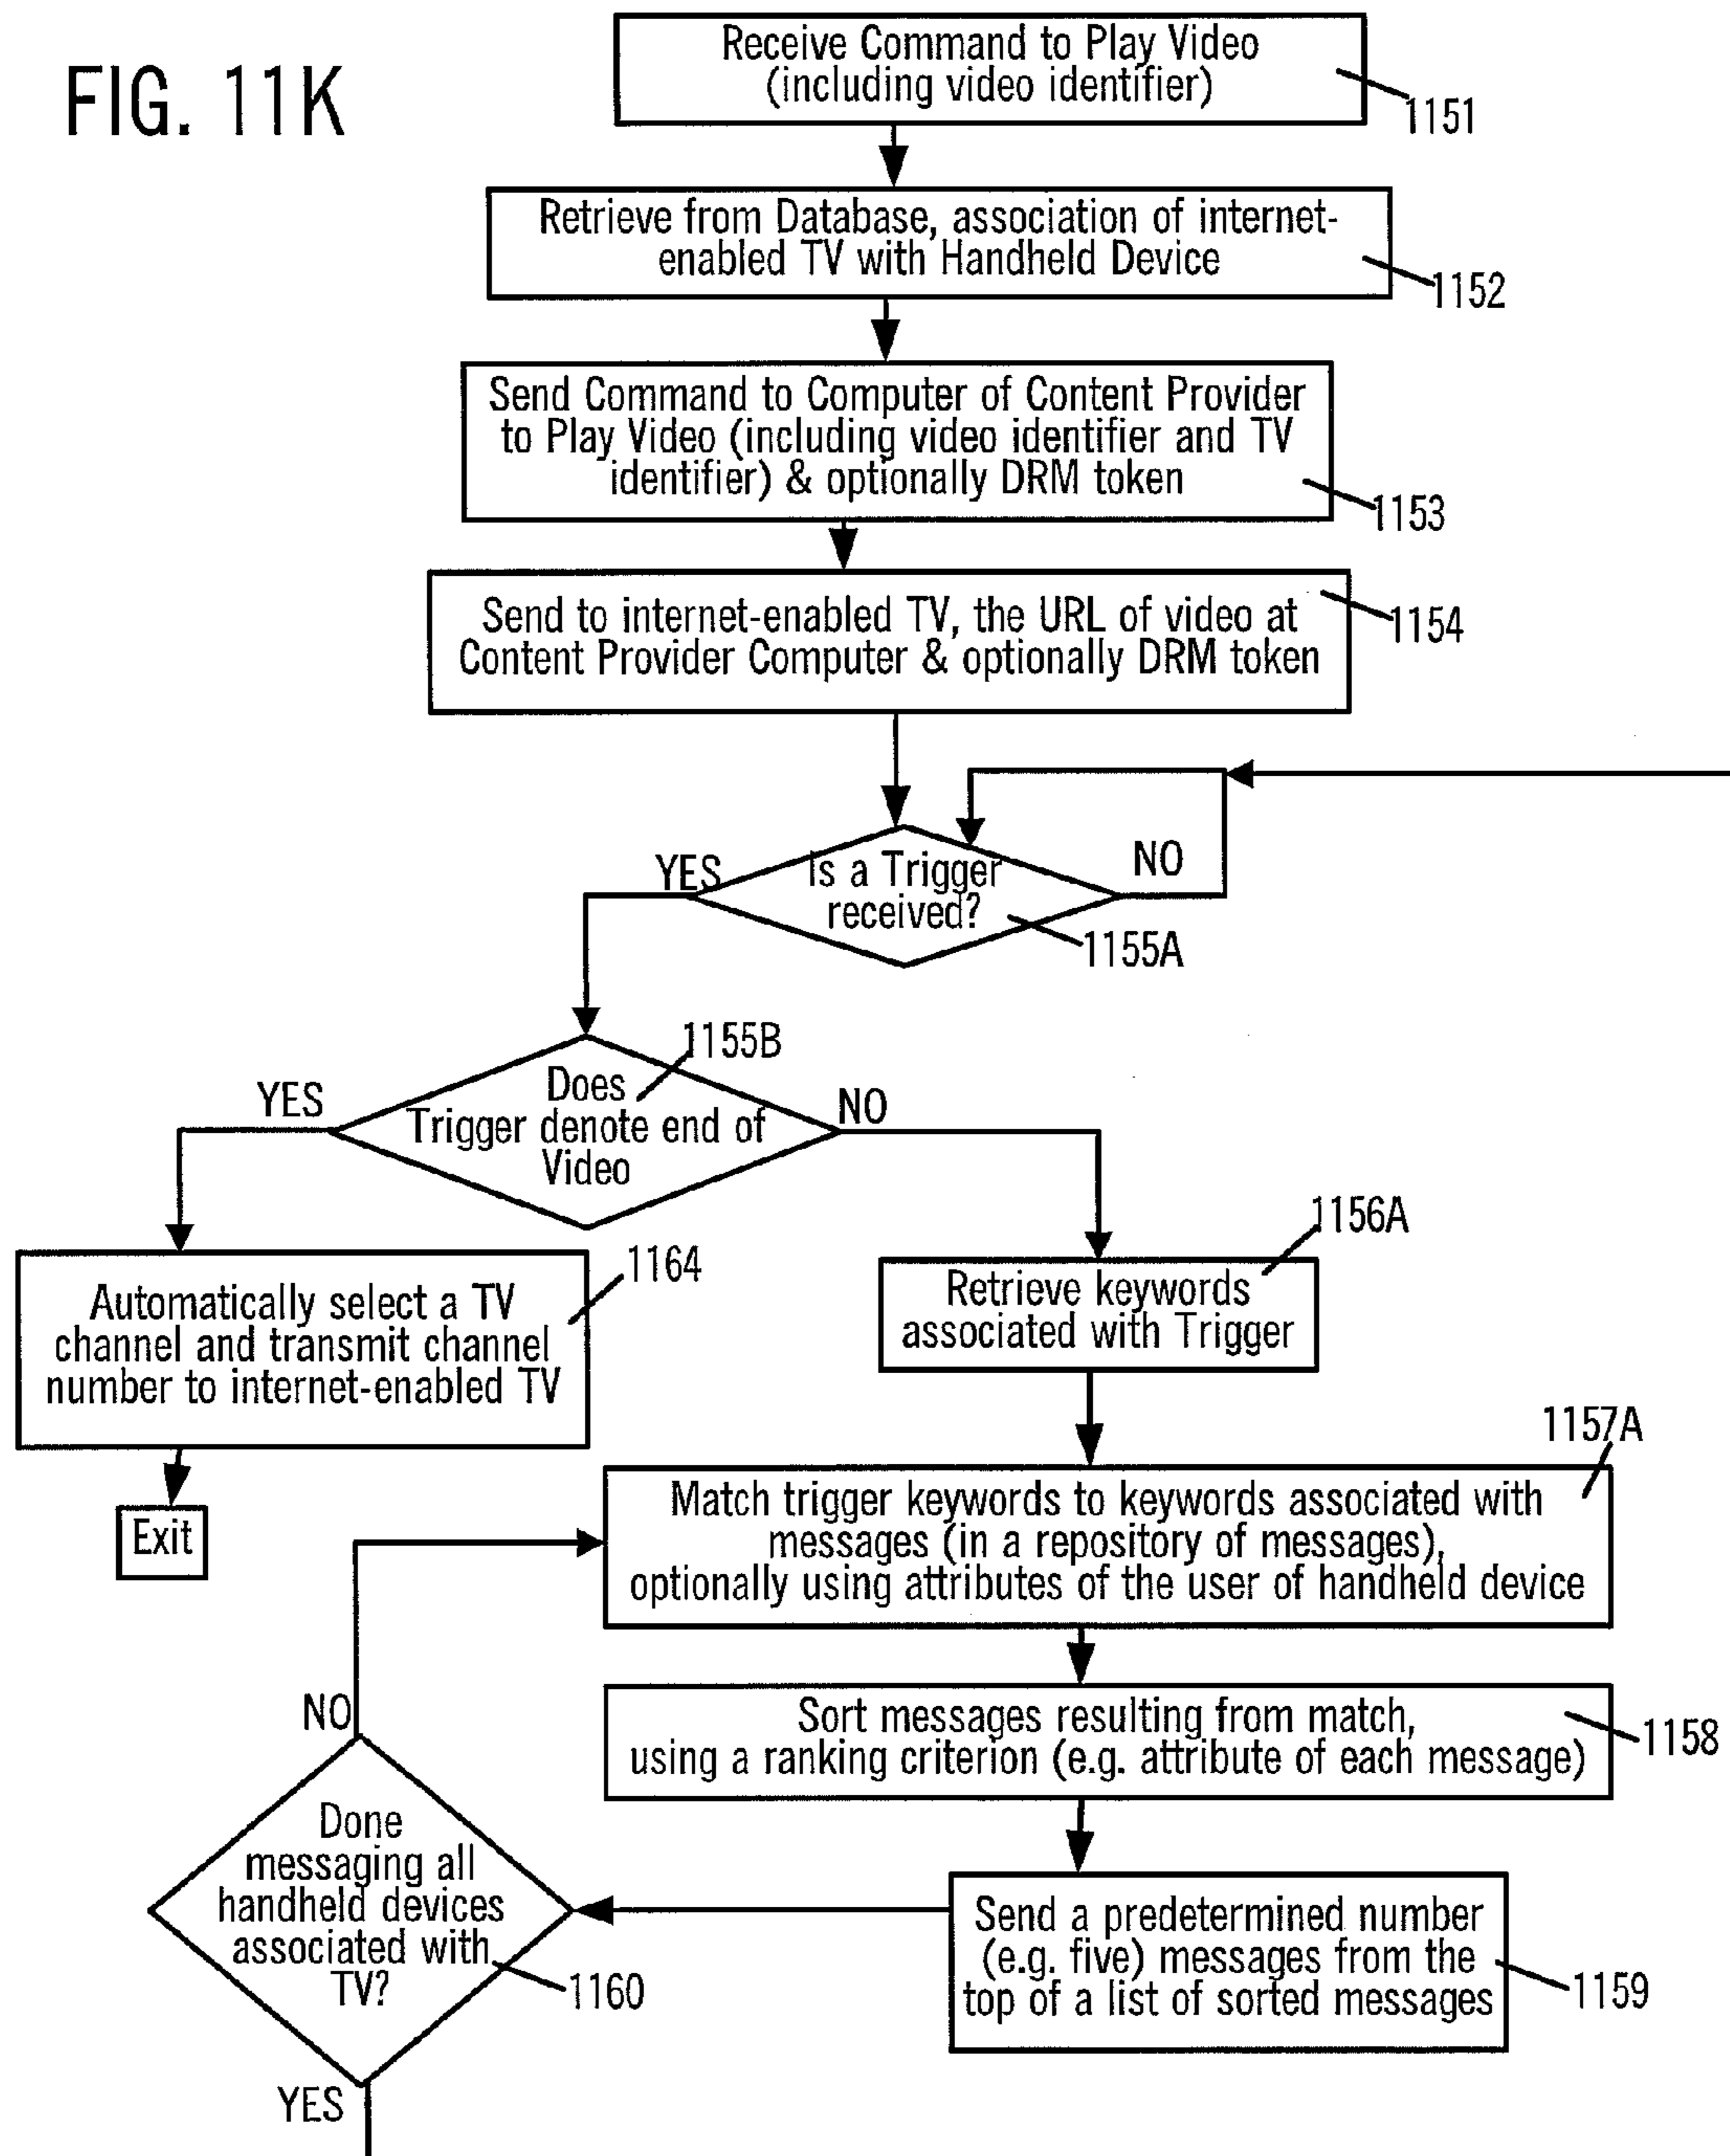 FIG. 11K
Receive Command to Play Video
(including video identifier)
1151
Retrieve from Database, association of internet-
enabled TV with Handheld Device
1152
Send Command to Computer of Content Provider
to Play Video (including video identifier and TV
identifier) & optionally DRM token
1153
Send to internet-enabled TV, the URL of video at
Content Provider Computer & optionally DRM token
1154
YES
Is a Trigger
received?
NO
1155A
1155B
YES
Does
Trigger denote end of
Video
NO
1156A
Retrieve keywords
associated with Trigger
1164
Automatically select a TV
channel and transmit channel
number to internet-enabled TV
Exit
1157A
Match trigger keywords to keywords associated with
messages (in a repository of messages),
optionally using attributes of the user of handheld device
Sort messages resulting from match,
using a ranking criterion (e.g. attribute of each message)
1158
NO
Done
messaging all
handheld devices
associated with
TV?
1160
Send a predetermined number
(e.g. five) messages from the
top of a list of sorted messages
1159
YES